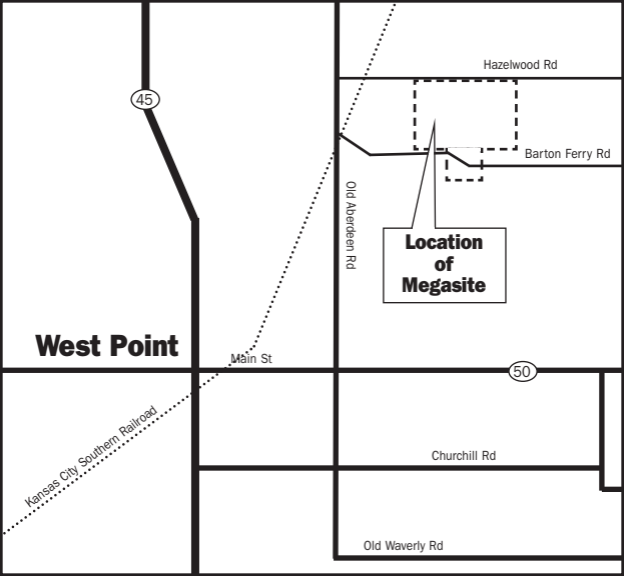 Hazelwood Rd
45
Barton Ferry Rd
Old Aberdeen Rd
Location
of
Megasite
West Point
Main St
50
Kansas City Southern Railroad
Churchill Rd
Old Waverly Rd